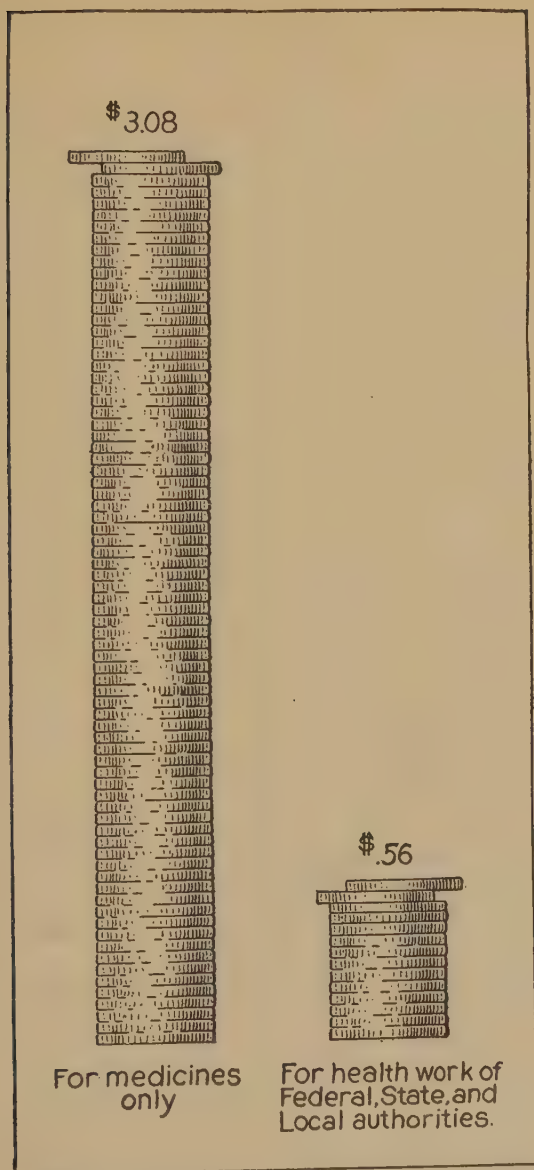 $3.08
$.56
For medicines
only
For health work of
Federal, State, and
Local authorities.